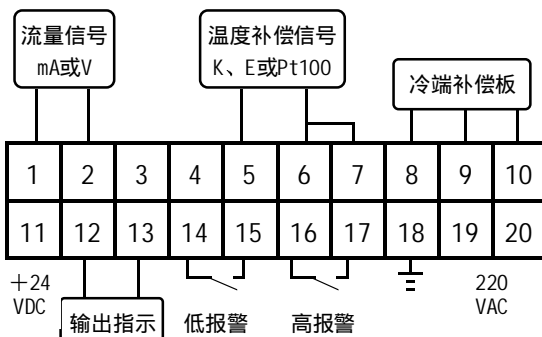 流量信号
mA或V
温度补偿信号
K、E或Pt100
冷端补偿板
1 2 3 4 5 6 7 8 9 10
11 12 13 14 15 16 17 18 19 20
＋24
VDC
输出指示
低报警
高报警
220
VAC